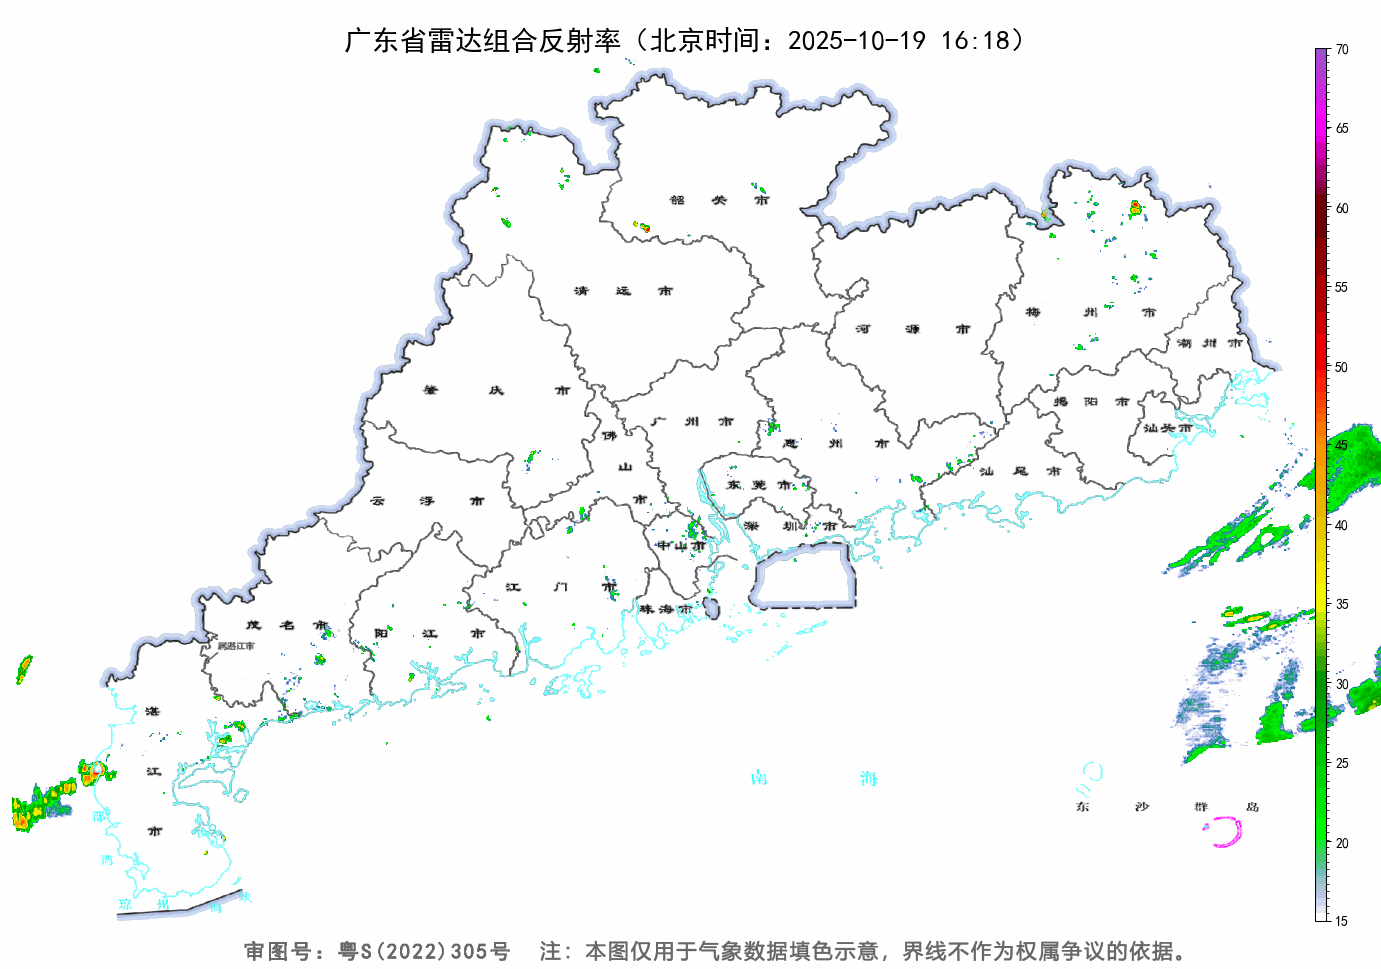 广东省雷达组合反射率（北京时间：2025-10-19 16:18）
70
65
60
55
50
45
40
35
30
25
20
15
韶关市
清远市
梅州市
河源市
潮州市
肇庆市
揭阳市
广州市
汕头市
佛山市
惠州市
汕尾市
东莞市
云浮市
深圳市
中山市
江门市
珠海市
茂名市
阳江市
属湛江市
湛江市
南海
东沙群岛
部湾
琼州海峡
审图号：粤S(2022)305号 注：本图仅用于气象数据填色示意，界线不作为权属争议的依据。